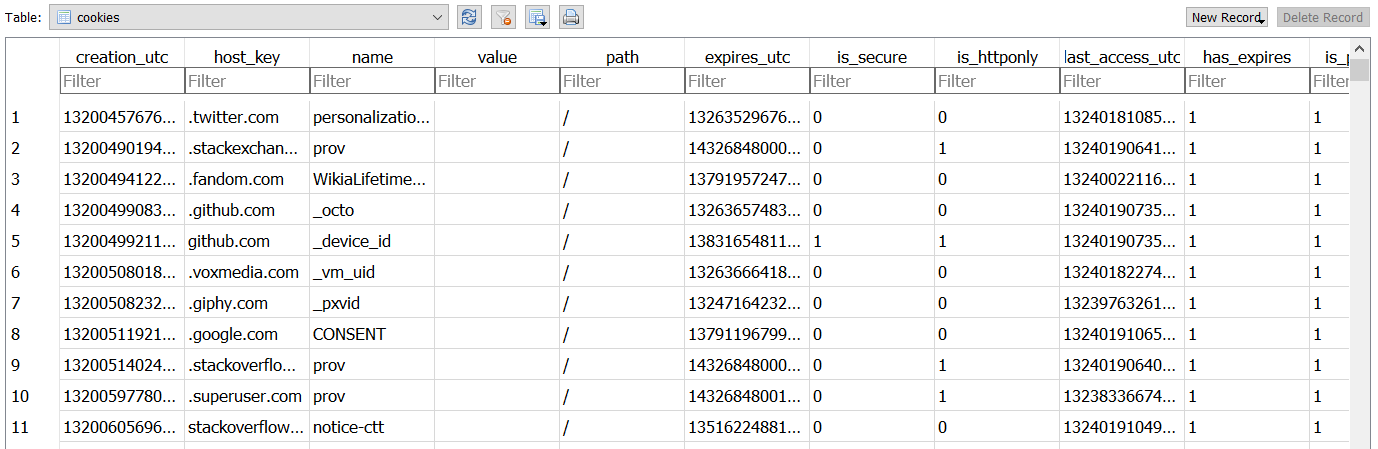 Table: cookies New Record Delete Record
creation_utc host_key name value path expires_utc is_secure is_httponly last_access_utc has_expires is_p
Filter Filter Filter Filter Filter Filter Filter Filter Filter Filter Filter
1 13200457676... .twitter.com personalizatio... / 13263529676... 0 0 13240181085... 1 1
2 13200490194... .stackexchan... prov / 14326848000... 0 1 13240190641... 1 1
3 13200494122... .fandom.com WikiaLifetime... / 13791957247... 0 0 13240022116... 1 1
4 13200499083... .github.com _octo / 13263657483... 0 0 13240190735... 1 1
5 13200499211... github.com _device_id / 13831654811... 1 1 13240190735... 1 1
6 13200508018... .voxmedia.com _vm_uid / 13263666418... 0 0 13240182274... 1 1
7 13200508232... .giphy.com _pxvid / 13247164232... 0 0 13239763261... 1 1
8 13200511921... .google.com CONSENT / 13791196799... 0 0 13240191065... 1 1
9 13200514024... .stackoverflo... prov / 14326848000... 0 1 13240190640... 1 1
10 13200597780... .superuser.com prov / 14326848001... 0 1 13238336674... 1 1
11 13200605696... stackoverflow... notice-ctt / 13516224881... 0 0 13240191049... 1 1